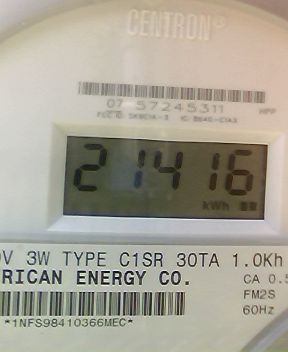 CENTRON®
07 57245311
HPP
21416
kWh
V 3W TYPE C1SR 30TA 1.0Kh
RICAN ENERGY CO.
CA 0.5
FM2S
60Hz
*1NFS98410366MEC*